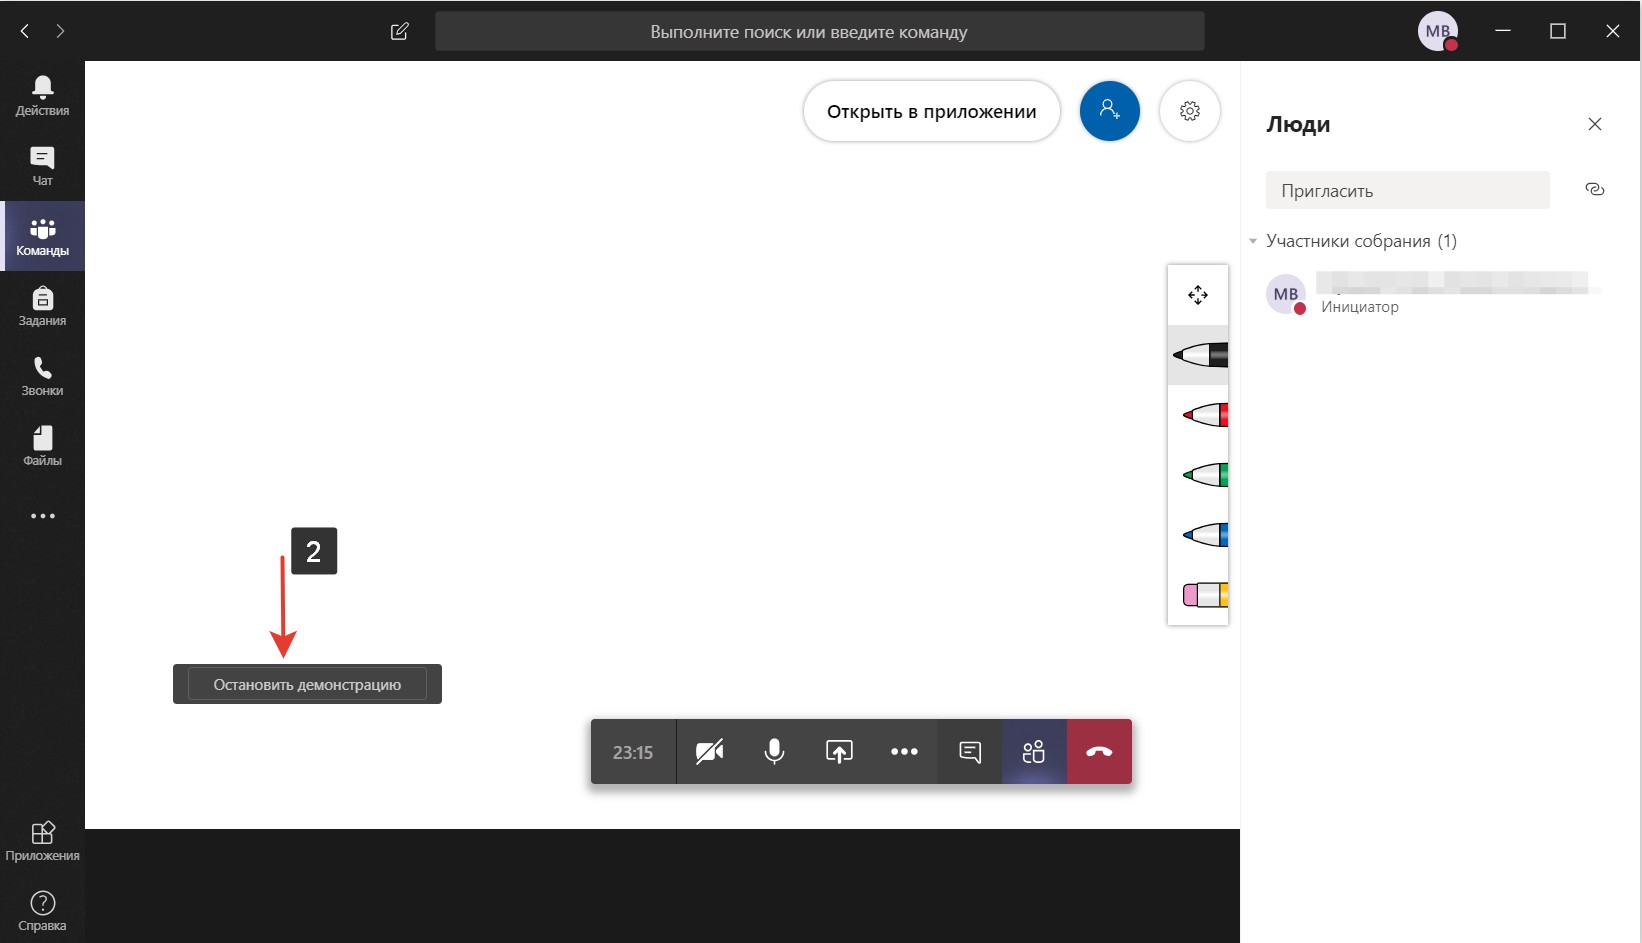 Выполните поиск или введите команду
MB
Действия
Чат
Команды
Задания
Звонки
Файлы
Приложения
Справка
Открыть в приложении
2
Остановить демонстрацию
23:15
Люди
Пригласить
Участники собрания (1)
MB
Инициатор